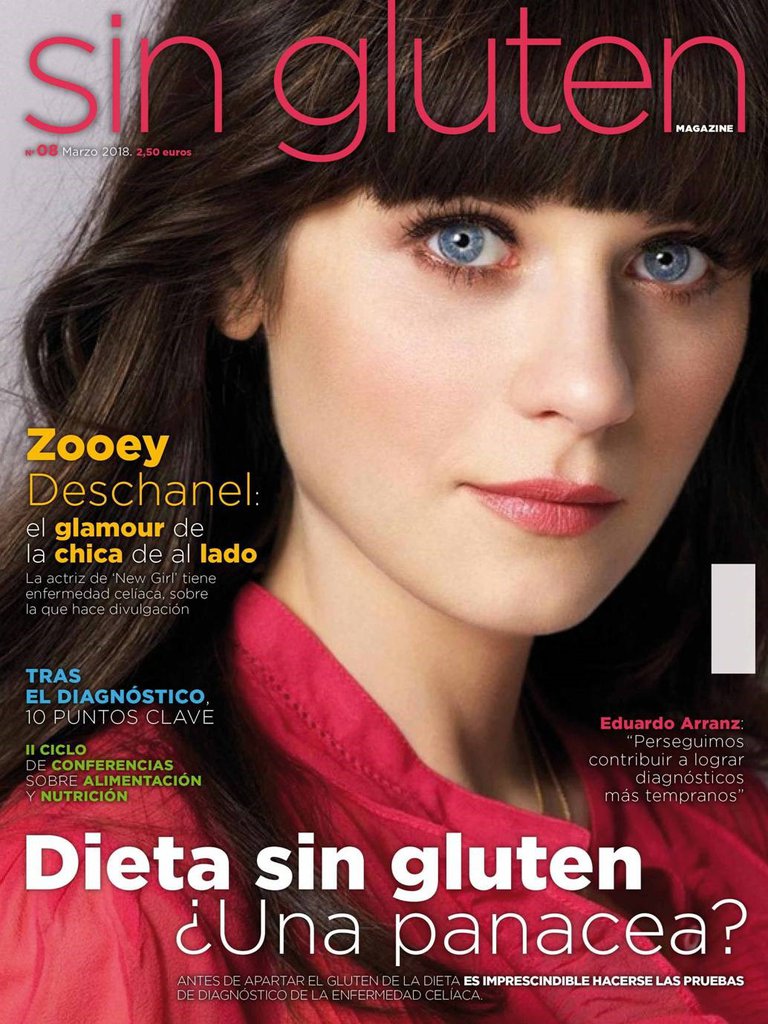 sin gluten
MAGAZINE
Nº 08 Marzo 2018. 2,50 euros
Zooey
Deschanel:
el glamour de
la chica de al lado
La actriz de 'New Girl' tiene
enfermedad celíaca, sobre
la que hace divulgación
TRAS
EL DIAGNÓSTICO,
10 PUNTOS CLAVE
II CICLO
DE CONFERENCIAS
SOBRE ALIMENTACIÓN
Y NUTRICIÓN
Eduardo Arranz:
“Perseguimos
contribuir a lograr
diagnósticos
más tempranos”
Dieta sin gluten
¿Una panacea?
ANTES DE APARTAR EL GLUTEN DE LA DIETA ES IMPRESCINDIBLE HACERSE LAS PRUEBAS
DE DIAGNÓSTICO DE LA ENFERMEDAD CELÍACA.